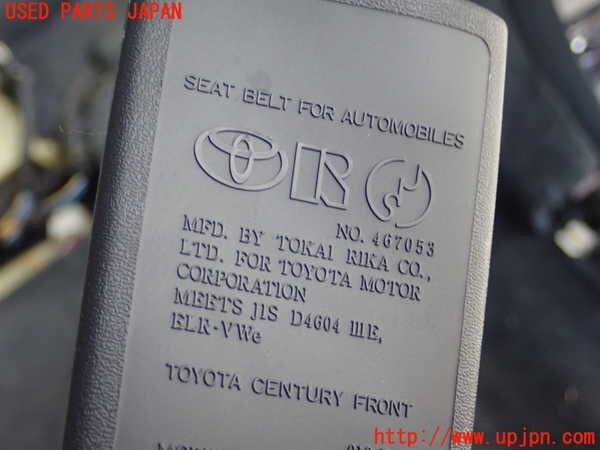 USED PARTS JAPAN
SEAT BELT FOR AUTOMOBILES
NO. 467053
MFD. BY TOKAI RIKA CO.,
LTD. FOR TOYOTA MOTOR
CORPORATION
MEETS JIS D4604 III E,
ELR-VWe
TOYOTA CENTURY FRONT
http://www.upjpn.com/